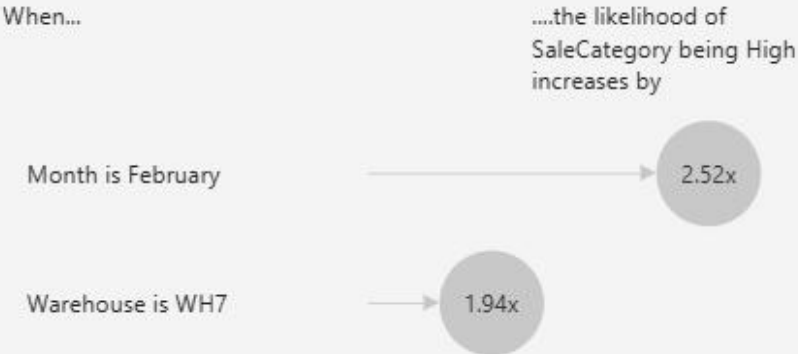 When...
....the likelihood of
SaleCategory being High
increases by
Month is February
2.52x
Warehouse is WH7
1.94x